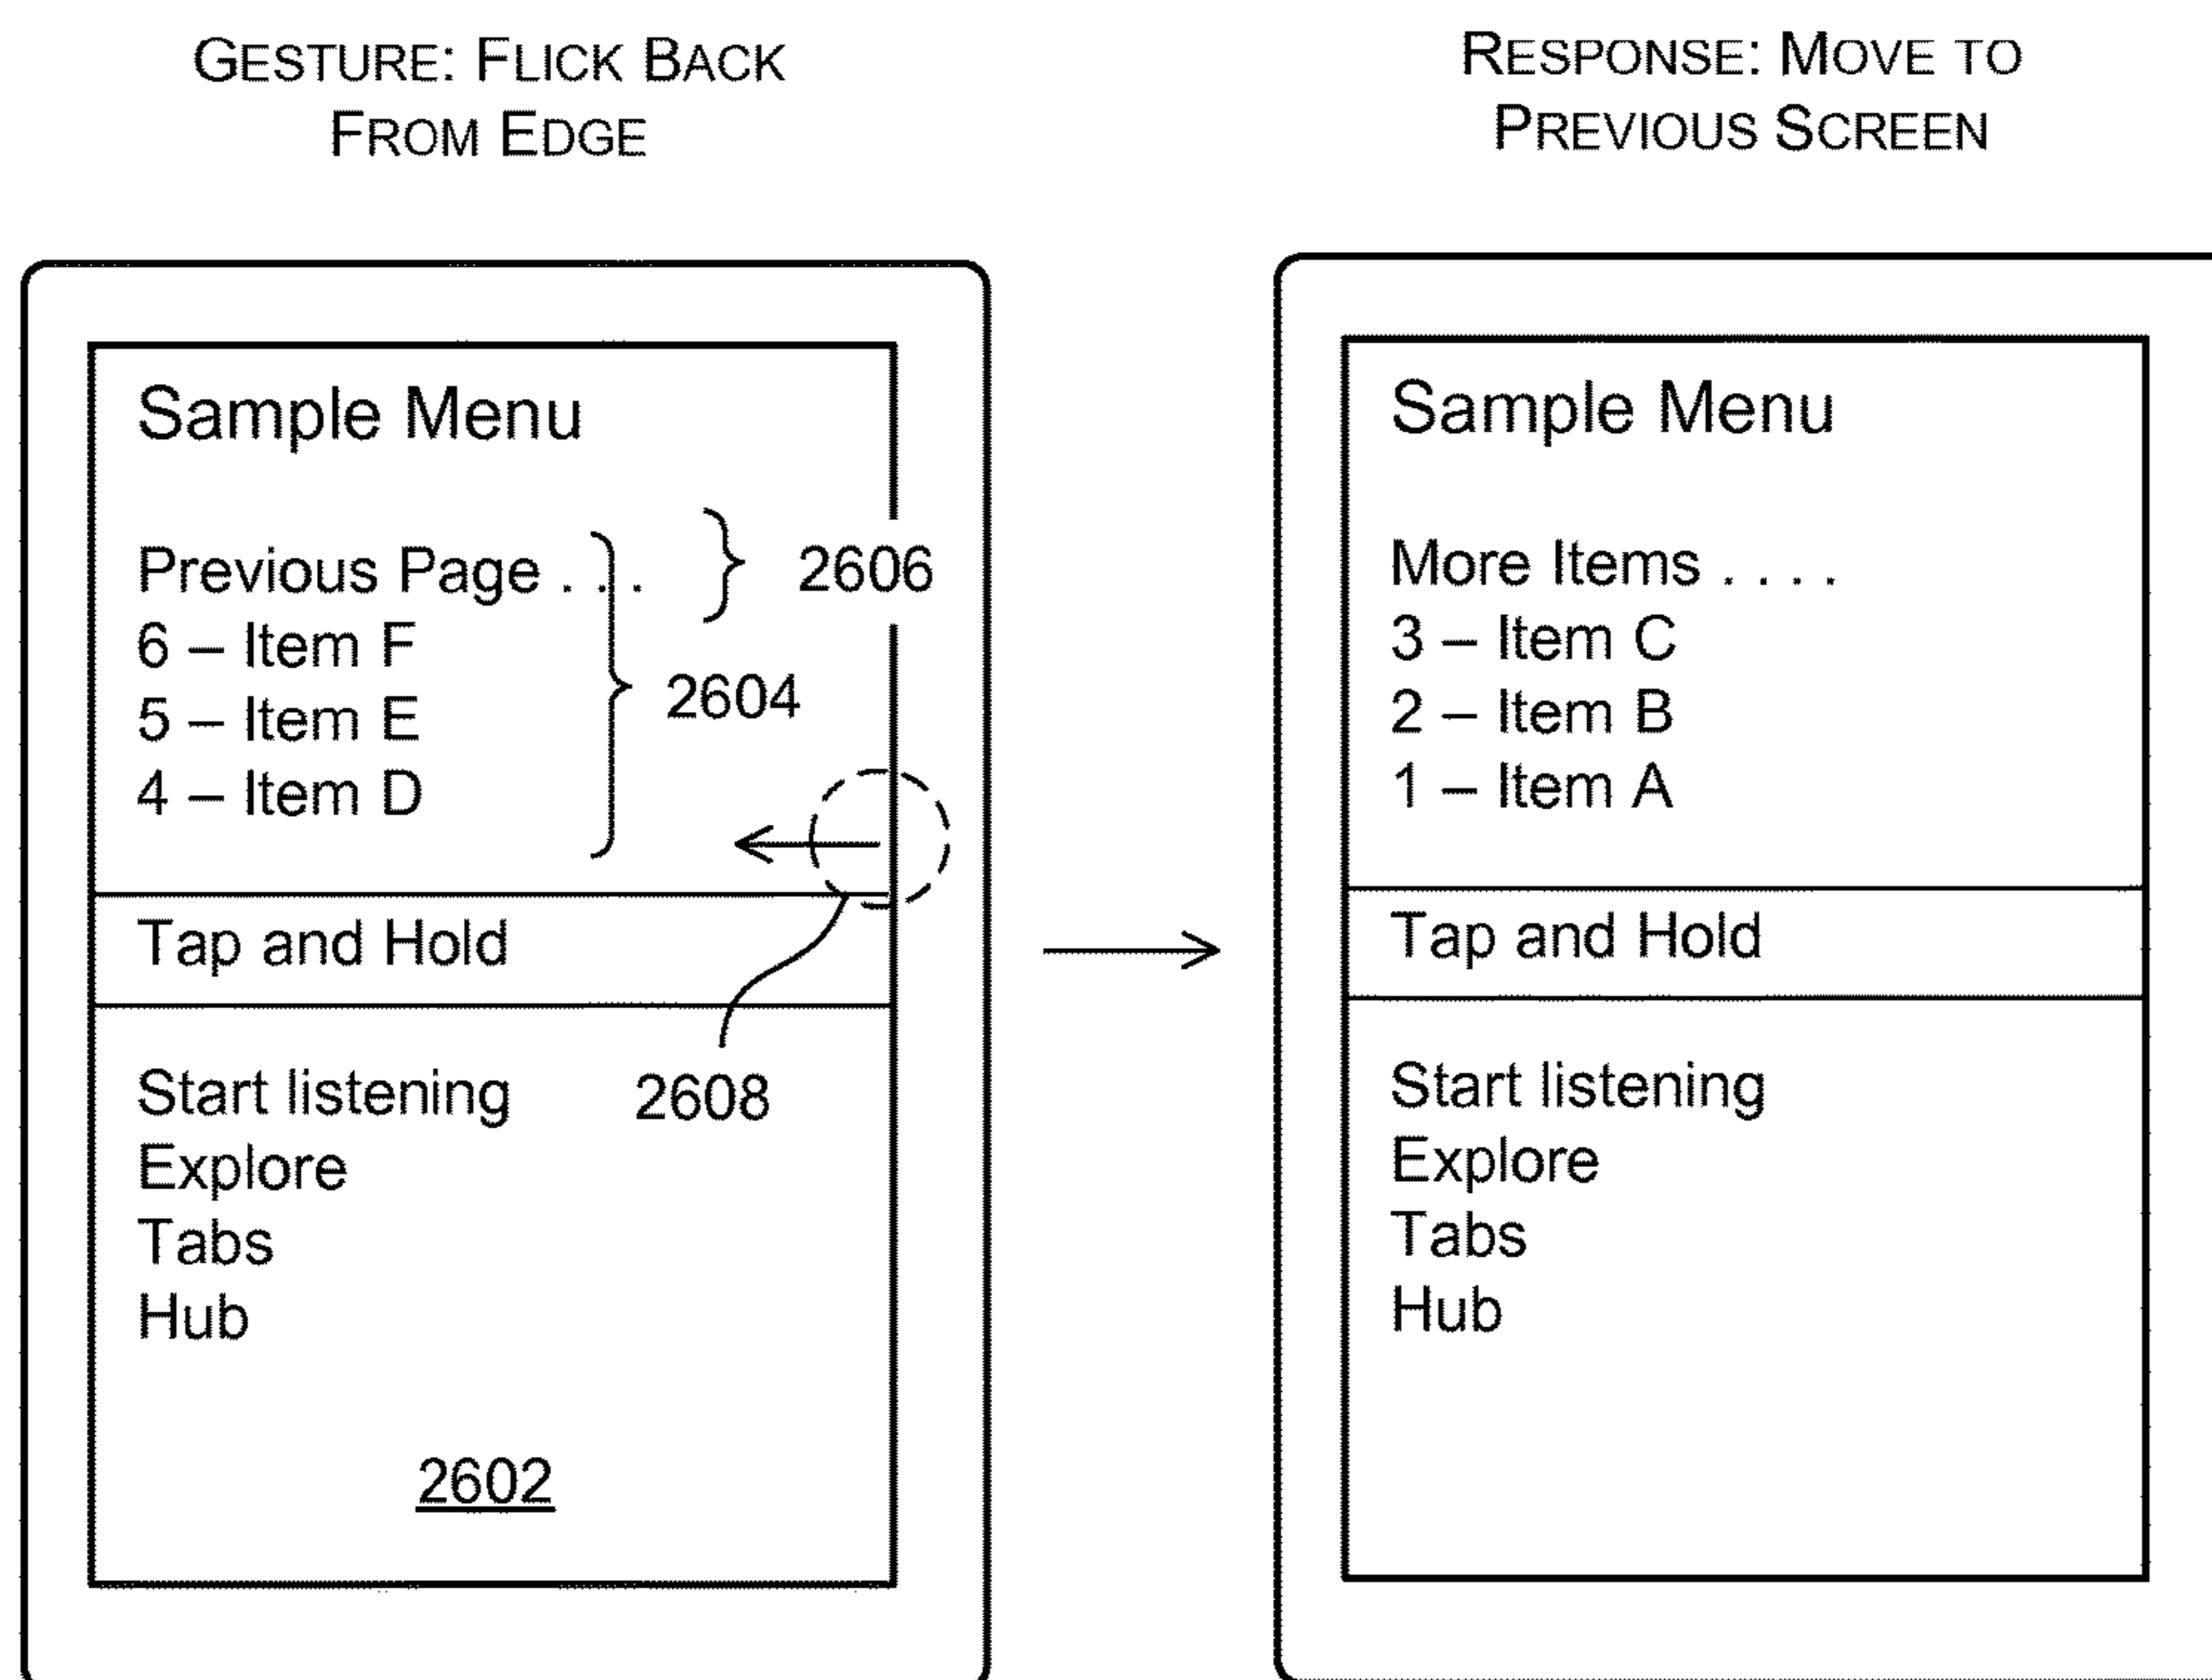 GESTURE: FLICK BACK
FROM EDGE
Sample Menu
Previous Page . . .
2606
6 – Item F
5 – Item E
2604
4 – Item D
Tap and Hold
Start listening
2608
Explore
Tabs
Hub
2602
RESPONSE: MOVE TO
PREVIOUS SCREEN
Sample Menu
More Items . . . .
3 – Item C
2 – Item B
1 – Item A
Tap and Hold
Start listening
Explore
Tabs
Hub